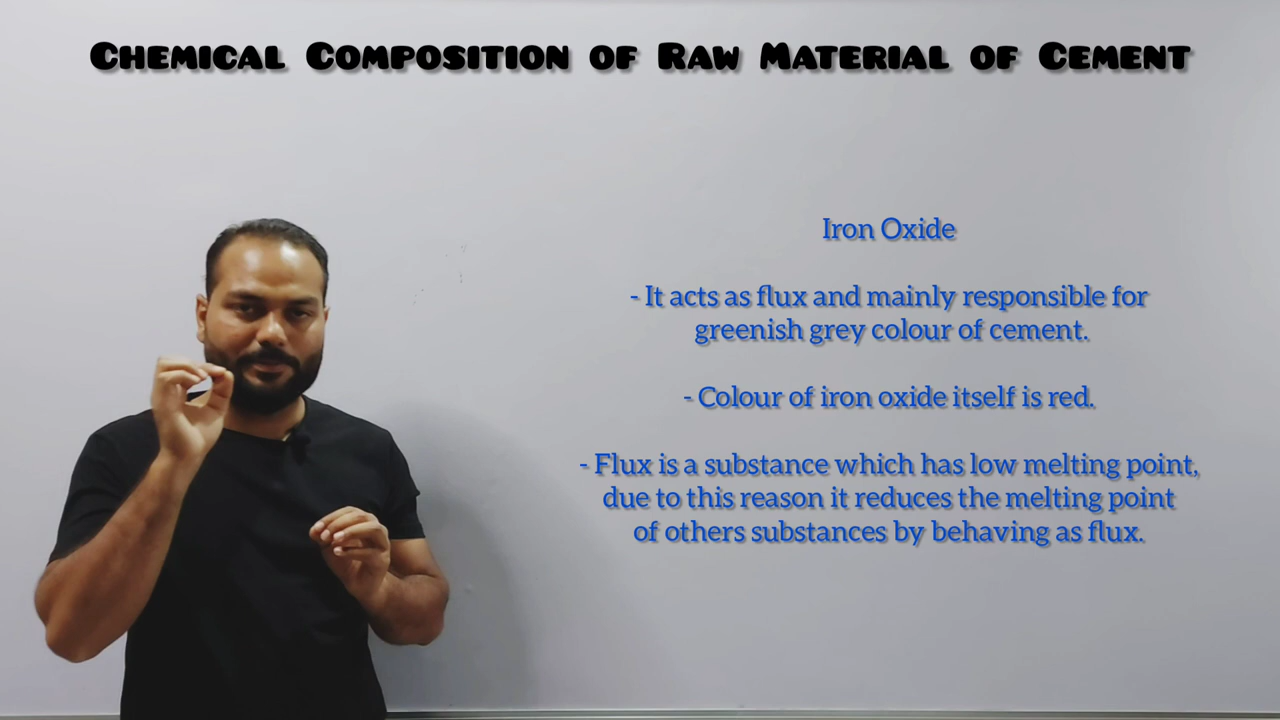 Chemical Composition of Raw Material of Cement
Iron Oxide
- It acts as flux and mainly responsible for
greenish grey colour of cement.
- Colour of iron oxide itself is red.
- Flux is a substance which has low melting point,
due to this reason it reduces the melting point
of others substances by behaving as flux.